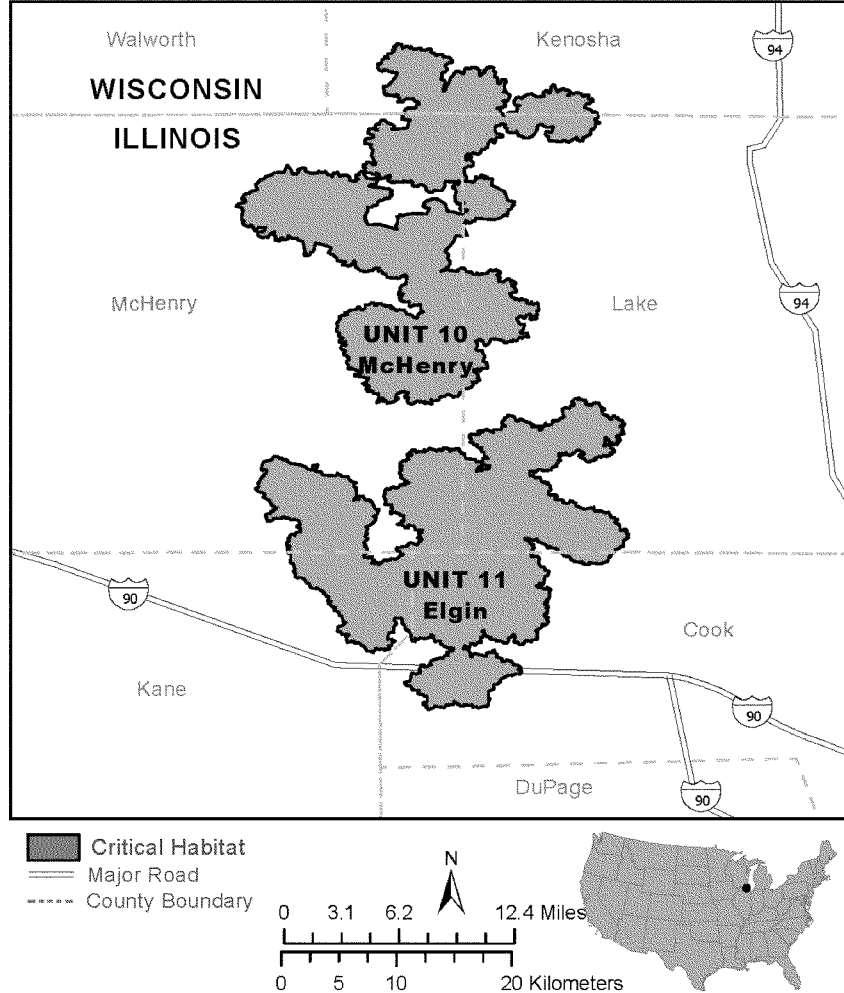 Walworth
Kenosha
94
WISCONSIN
ILLINOIS
McHenry
Lake
94
UNIT 10
McHenry
UNIT 11
Elgin
90
Cook
Kane
90
DuPage
90
Critical Habitat
Major Road
County Boundary
N
0 3.1 6.2 12.4 Miles
0 5 10 20 Kilometers